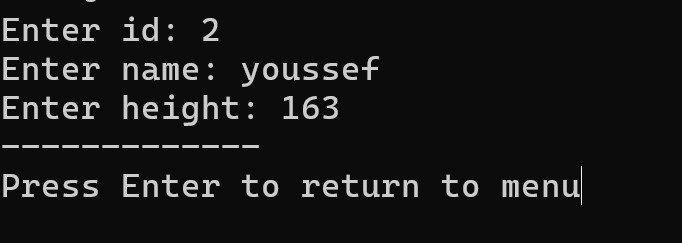 Enter id: 2
Enter name: youssef
Enter height: 163
-------------
Press Enter to return to menu